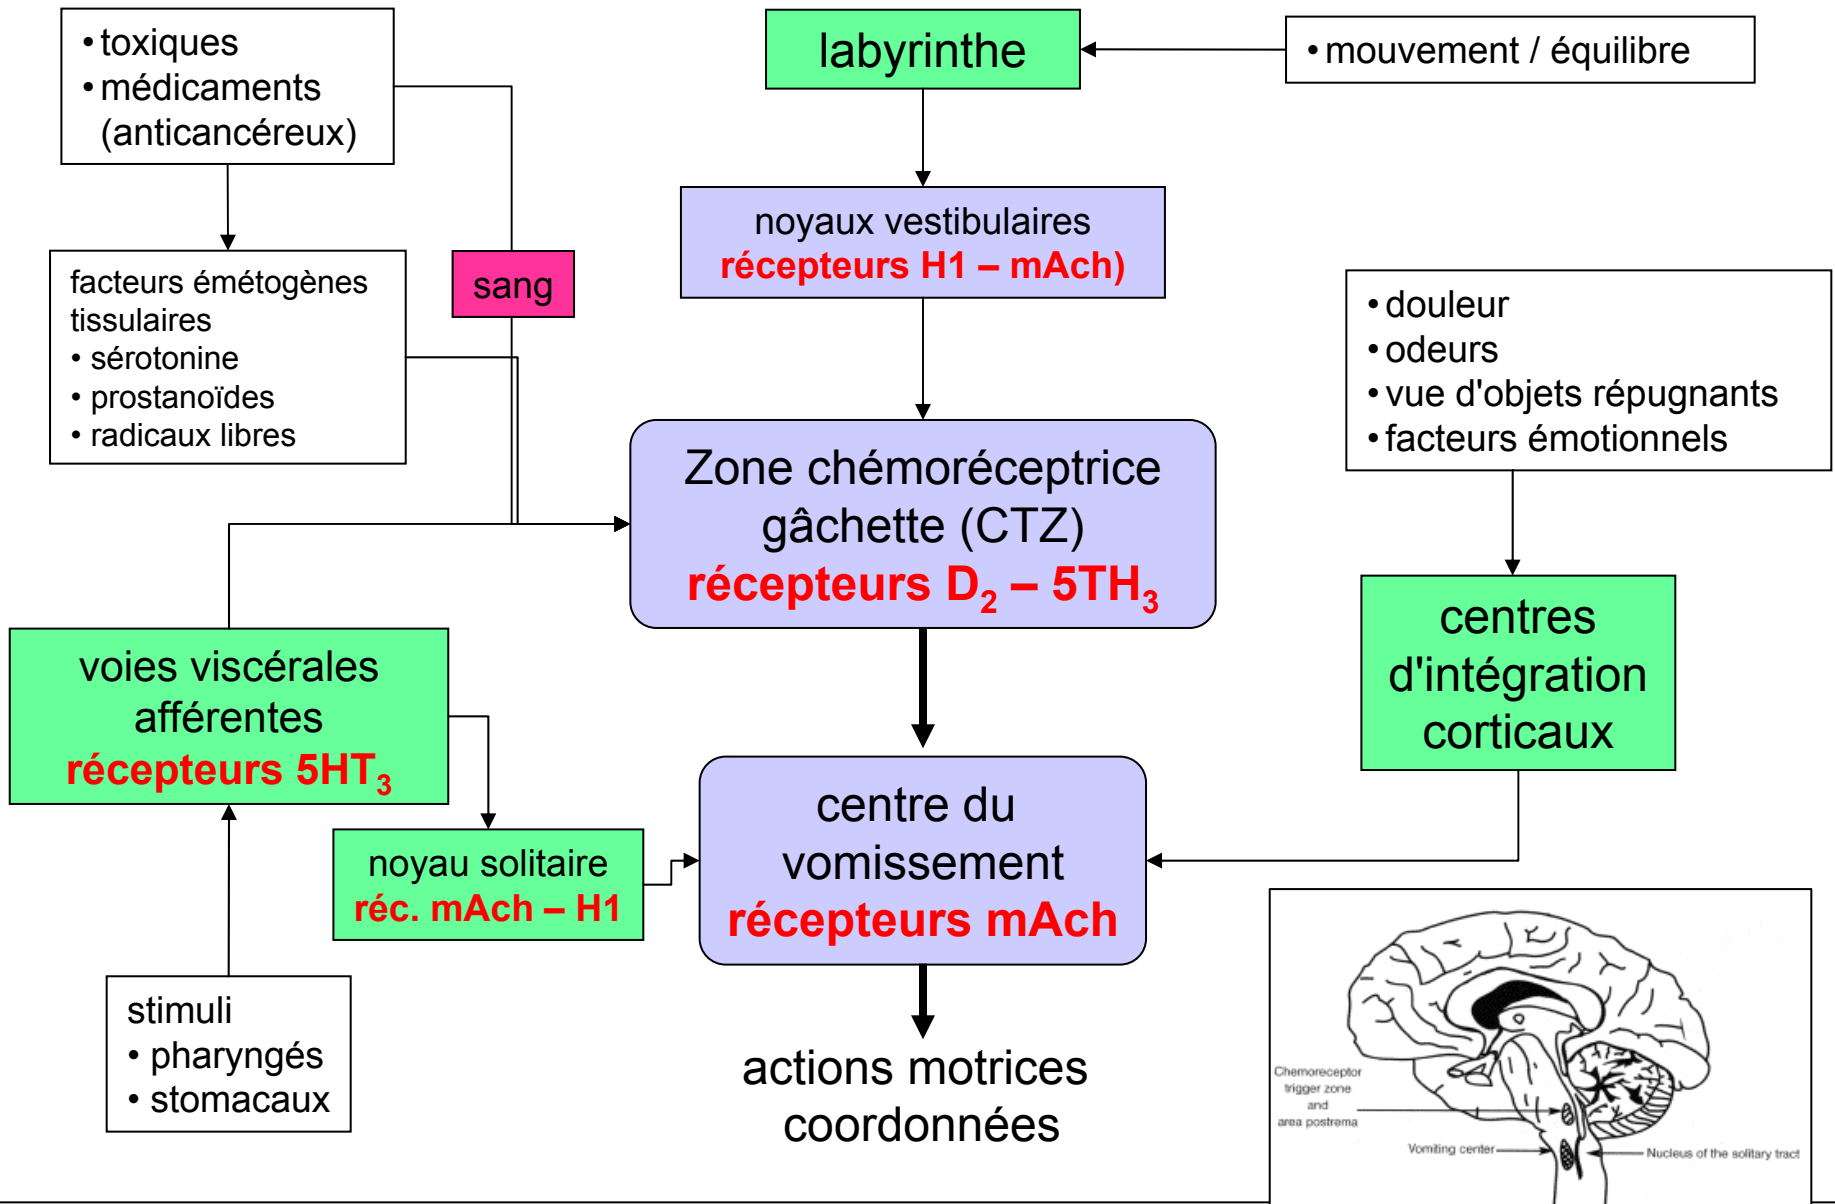 • toxiques
• médicaments
(anticancéreux)
labyrinthe
• mouvement / équilibre
noyaux vestibulaires
récepteurs H1 – mAch)
facteurs émétogènes
tissulaires
• sérotonine
• prostanoïdes
• radicaux libres
sang
• douleur
• odeurs
• vue d'objets répugnants
• facteurs émotionnels
Zone chémoréceptrice
gâchette (CTZ)
récepteurs D₂ – 5TH₃
centres
d'intégration
corticaux
voies viscérales
afférentes
récepteurs 5HT₃
noyau solitaire
réc. mAch – H1
centre du
vomissement
récepteurs mAch
stimuli
• pharyngés
• stomacaux
actions motrices
coordonnées
Chemoreceptor
trigger zone
and
area postrema
Vomiting center
Nucleus of the solitary tract